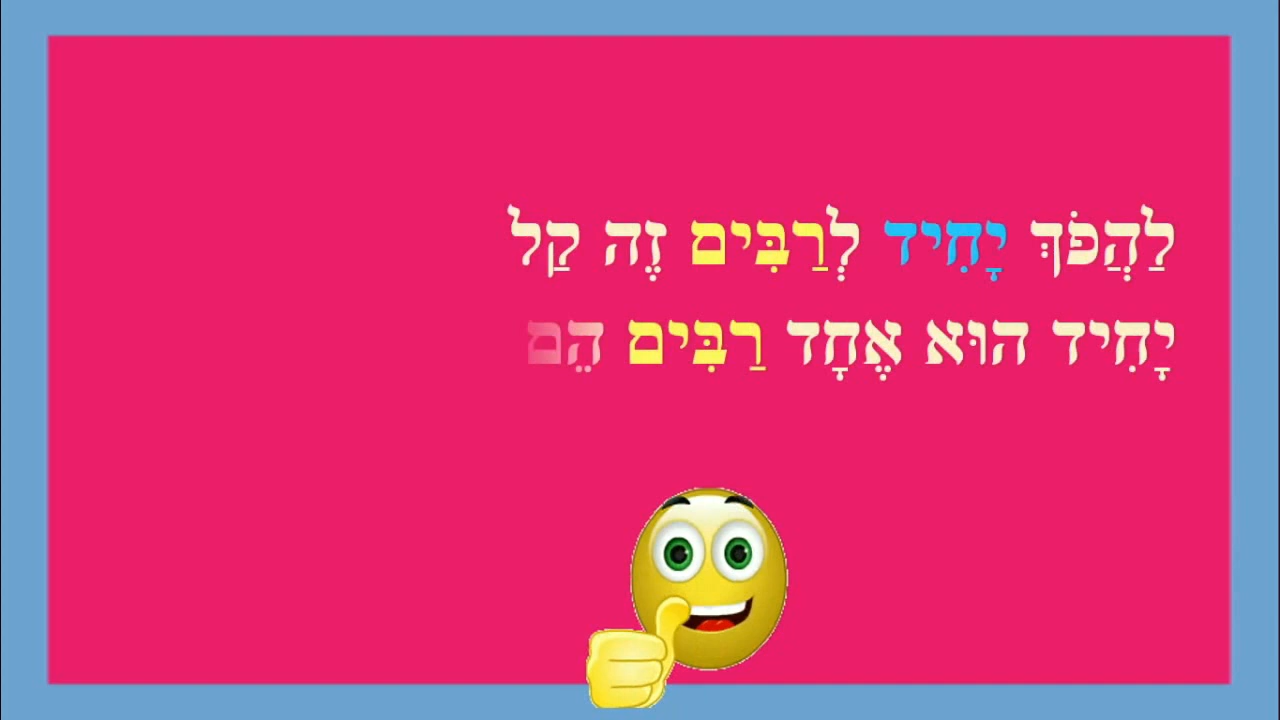 לַהֲפֹּךְ יָחִיד לְרַבִּים זֶה קַל
יָחִיד הוּא אֶחָד רַבִּים הֵם